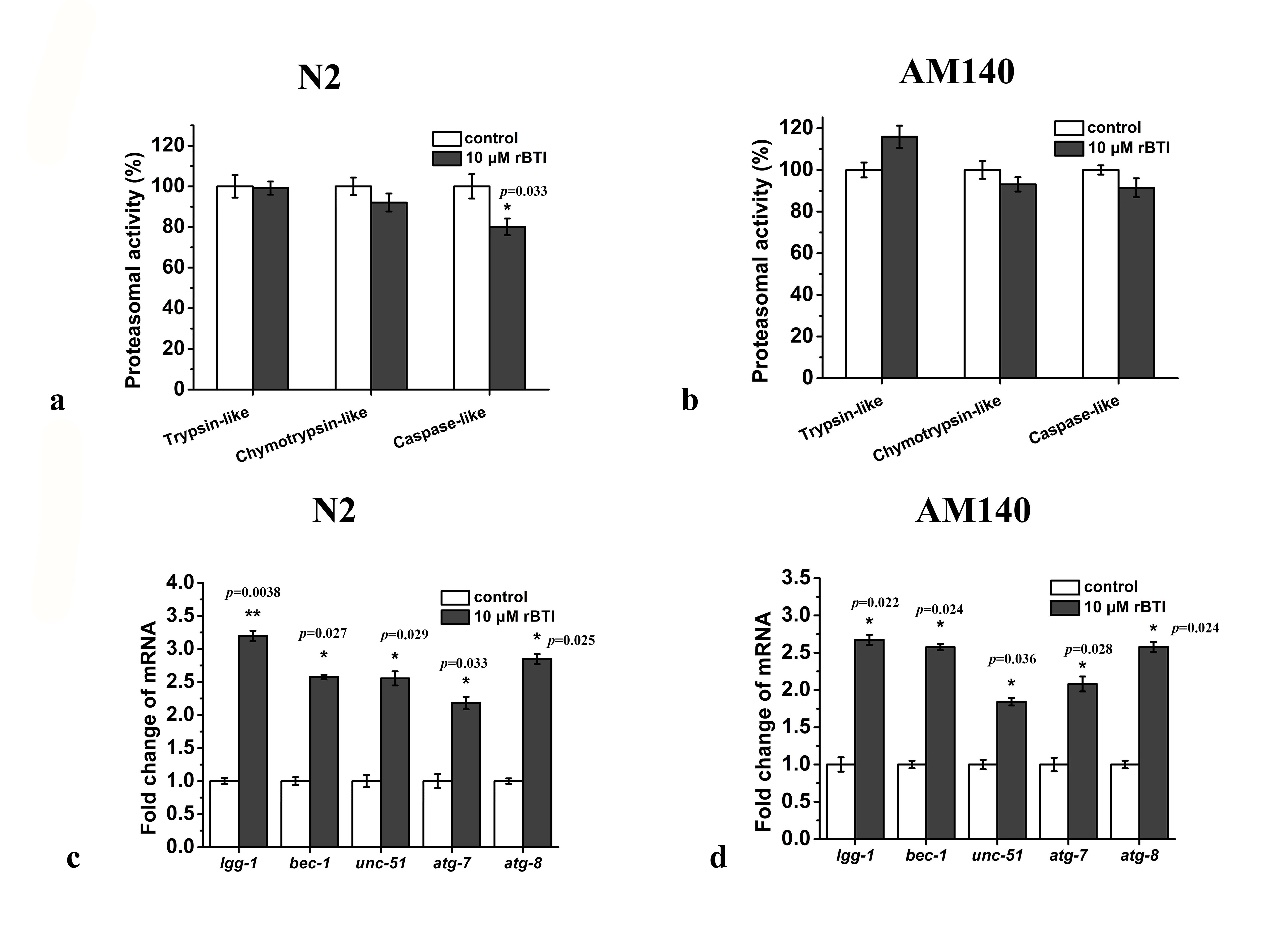 N2
Proteasomal activity (%)
120
100
80
60
40
20
0
control
10 µM rBTI
p=0.033
*
Trypsin-like
Chymotrypsin-like
Caspase-like
a
AM140
Proteasomal activity (%)
120
100
80
60
40
20
0
control
10 µM rBTI
Trypsin-like
Chymotrypsin-like
Caspase-like
b
N2
Fold change of mRNA
4.0
3.5
3.0
2.5
2.0
1.5
1.0
0.5
0.0
control
10 µM rBTI
p=0.0038
**
p=0.027
*
p=0.029
*
p=0.033
*
p=0.025
*
lgg-1
bec-1
unc-51
atg-7
atg-8
c
AM140
Fold change of mRNA
3.5
3.0
2.5
2.0
1.5
1.0
0.5
0.0
control
10 µM rBTI
p=0.022
*
p=0.024
*
p=0.036
*
p=0.028
*
p=0.024
*
lgg-1
bec-1
unc-51
atg-7
atg-8
d